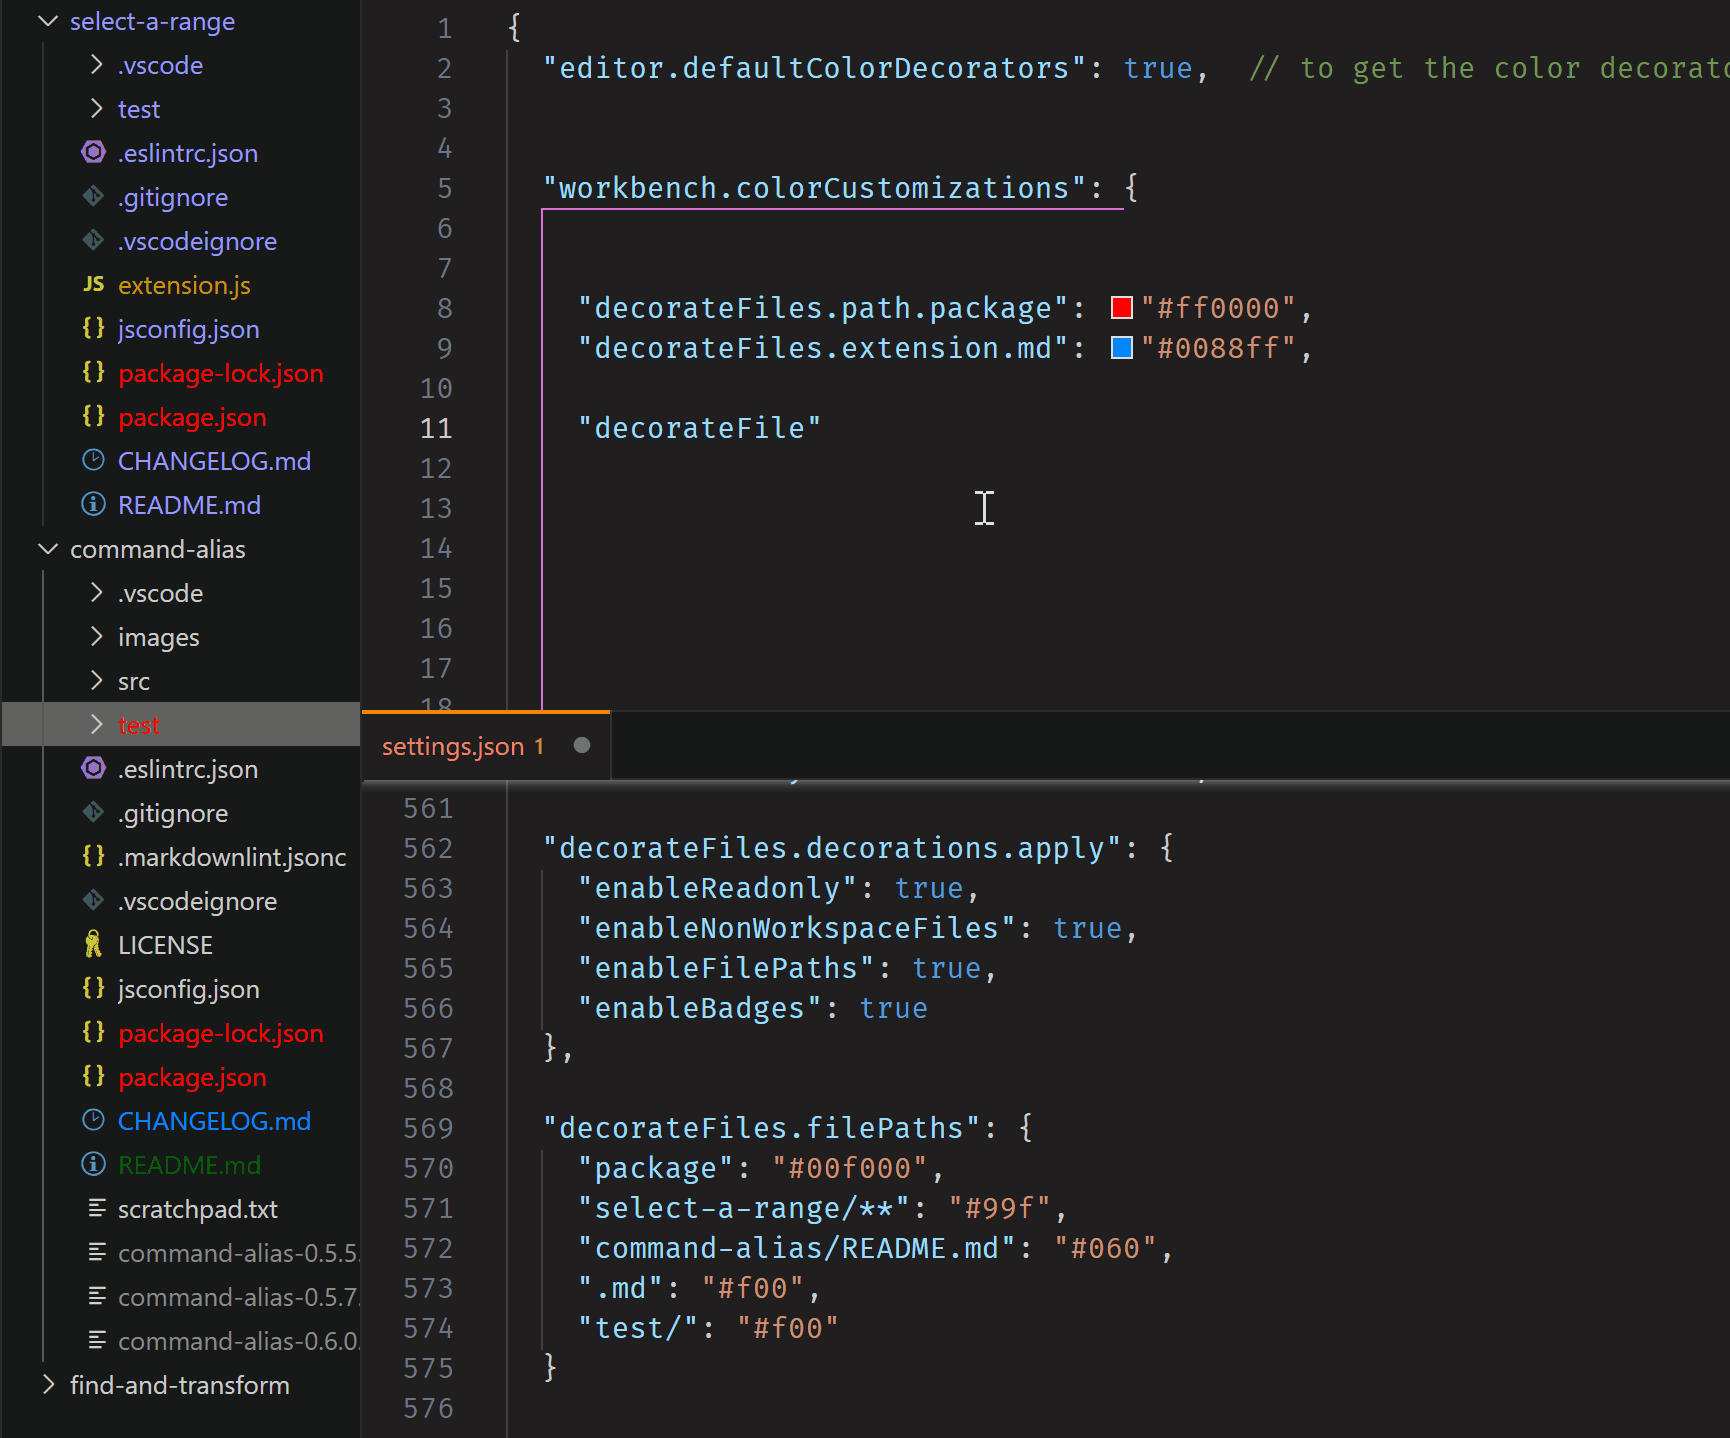 select-a-range
.vscode
test
.eslintrc.json
.gitignore
.vscodeignore
JS extension.js
{} jsconfig.json
{} package-lock.json
{} package.json
CHANGELOG.md
README.md
command-alias
.vscode
images
src
test
.eslintrc.json
.gitignore
{} .markdownlint.jsonc
.vscodeignore
LICENSE
{} jsconfig.json
{} package-lock.json
{} package.json
CHANGELOG.md
README.md
scratchpad.txt
command-alias-0.5.5.
command-alias-0.5.7.
command-alias-0.6.0.
find-and-transform
1 {
2 "editor.defaultColorDecorators": true, // to get the color decorato
3
4
5 "workbench.colorCustomizations": {
6
7
8 "decorateFiles.path.package": "#ff0000",
9 "decorateFiles.extension.md": "#0088ff",
10
11 "decorateFile"
12
13
14
15
16
17
18
settings.json 1
561
562 "decorateFiles.decorations.apply": {
563 "enableReadonly": true,
564 "enableNonWorkspaceFiles": true,
565 "enableFilePaths": true,
566 "enableBadges": true
567 },
568
569 "decorateFiles.filePaths": {
570 "package": "#00f000",
571 "select-a-range/**": "#99f",
572 "command-alias/README.md": "#060",
573 ".md": "#f00",
574 "test/": "#f00"
575 }
576